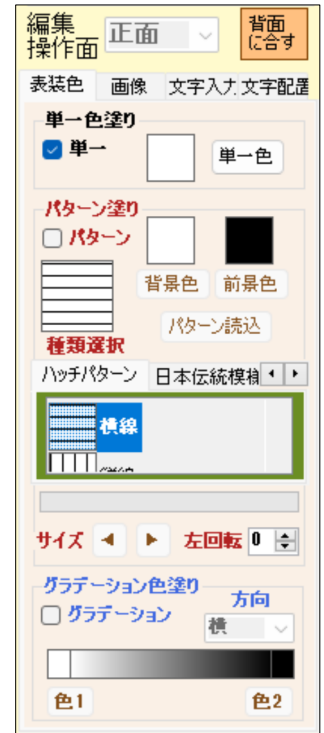 編集
操作面
正面
背面
に合す
表装色
画像
文字入力
文字配置
単一色塗り
単一
単一色
パターン塗り
パターン
背景色
前景色
パターン読込
種類選択
ハッチパターン
日本伝統模様
横線
サイズ
左回転
0
グラデーション色塗り
方向
グラデーション
横
色1
色2